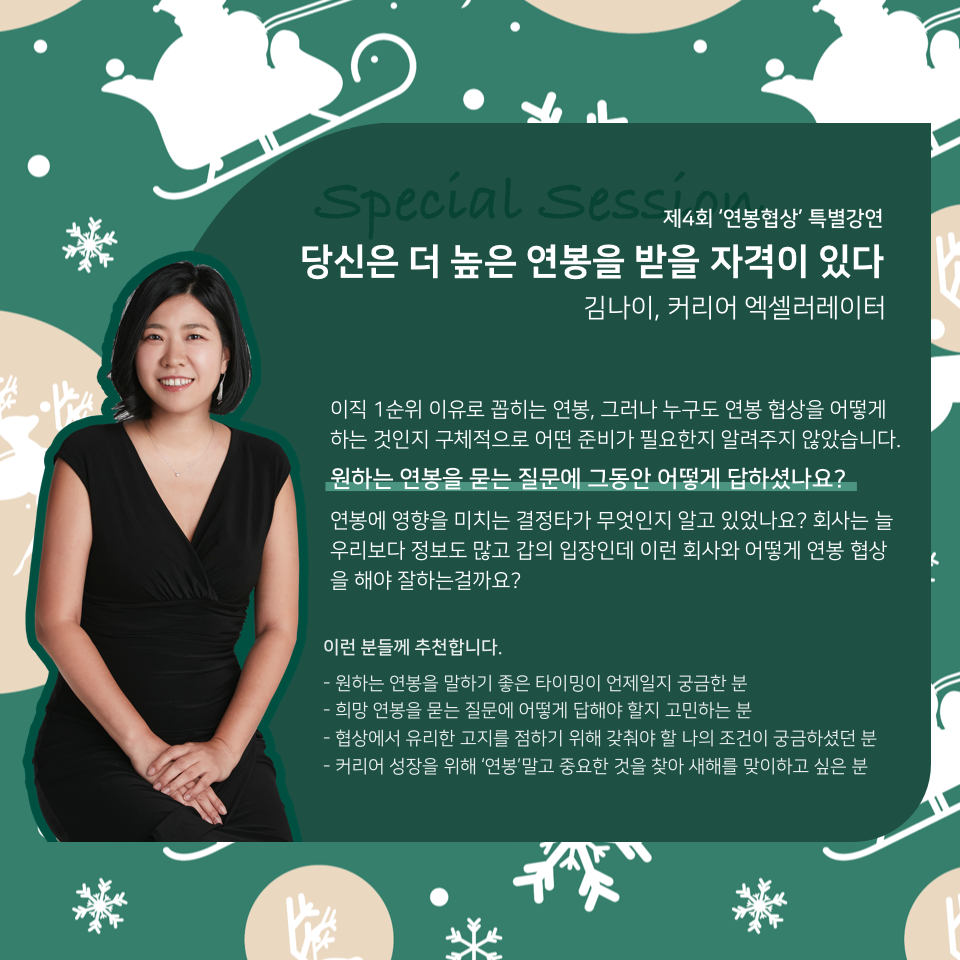 Special Session
제4회 ‘연봉협상’ 특별강연
당신은 더 높은 연봉을 받을 자격이 있다
김나이, 커리어 엑셀러레이터
이직 1순위 이유로 꼽히는 연봉, 그러나 누구도 연봉 협상을 어떻게
하는 것인지 구체적으로 어떤 준비가 필요한지 알려주지 않았습니다.
원하는 연봉을 묻는 질문에 그동안 어떻게 답하셨나요?
연봉에 영향을 미치는 결정타가 무엇인지 알고 있었나요? 회사는 늘
우리보다 정보도 많고 갑의 입장인데 이런 회사와 어떻게 연봉 협상
을 해야 잘하는걸까요?
이런 분들께 추천합니다.
- 원하는 연봉을 말하기 좋은 타이밍이 언제일지 궁금한 분
- 희망 연봉을 묻는 질문에 어떻게 답해야 할지 고민하는 분
- 협상에서 유리한 고지를 점하기 위해 갖춰야 할 나의 조건이 궁금하셨던 분
- 커리어 성장을 위해 ‘연봉’말고 중요한 것을 찾아 새해를 맞이하고 싶은 분